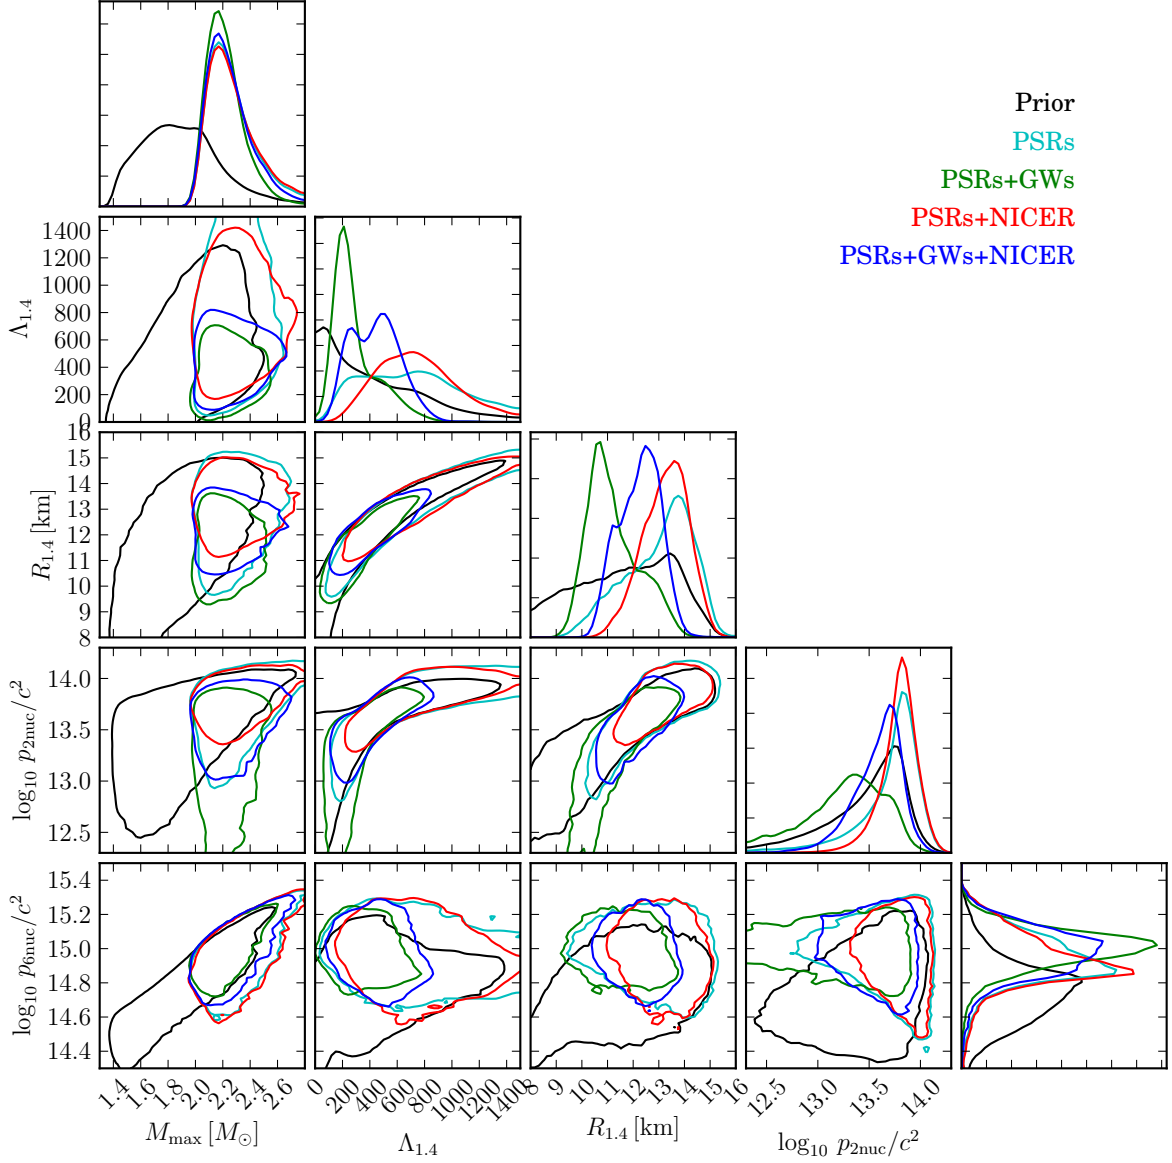 Prior
PSRs
PSRs+GWs
PSRs+NICER
PSRs+GWs+NICER
Λ1.4
1400
1200
1000
800
600
400
200
0
R1.4 [km]
16
15
14
13
12
11
10
9
8
log10 p2nuc/c²
14.0
13.5
13.0
12.5
log10 p6nuc/c²
15.4
15.2
15.0
14.8
14.6
14.4
1.4 1.6 1.8 2.0 2.2 2.4 2.6
0 200 400 600 800 1000 1200 1400
8 9 10 11 12 13 14 15 16
12.5 13.0 13.5 14.0
Mmax [M⊙]
Λ1.4
R1.4 [km]
log10 p2nuc/c²